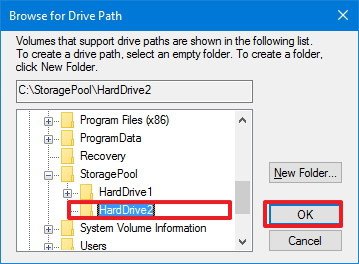 Browse for Drive Path
Volumes that support drive paths are shown in the following list.
To create a drive path, select an empty folder. To create a folder,
click New Folder.
C:\StoragePool\HardDrive2
Program Files (x86)
ProgramData
Recovery
StoragePool
HardDrive1
HardDrive2
System Volume Information
Users
New Folder...
OK
Cancel